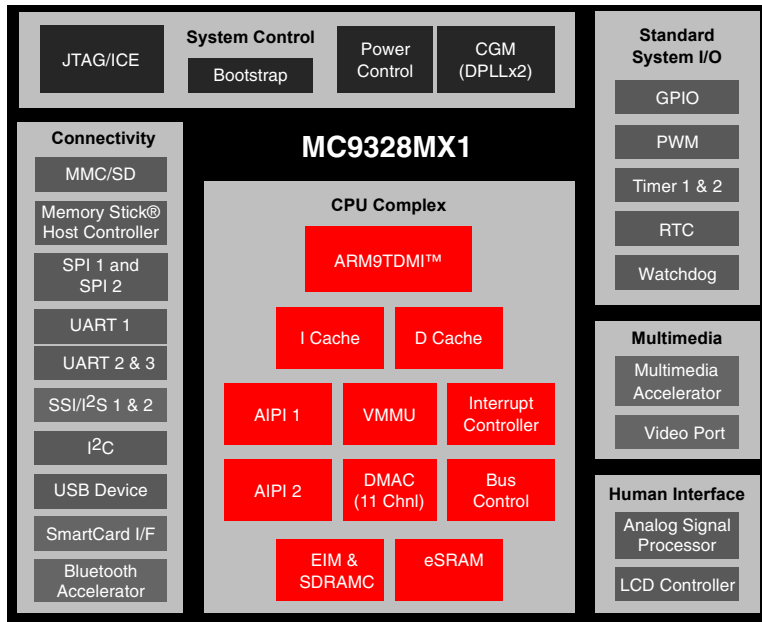 System Control
JTAG/ICE
Bootstrap
Power
Control
CGM
(DPLLx2)
Standard
System I/O
GPIO
PWM
Timer 1 & 2
RTC
Watchdog
Connectivity
MMC/SD
Memory Stick®
Host Controller
SPI 1 and
SPI 2
UART 1
UART 2 & 3
SSI/I2S 1 & 2
I2C
USB Device
SmartCard I/F
Bluetooth
Accelerator
MC9328MX1
CPU Complex
ARM9TDMI™
I Cache
D Cache
AIPI 1
VMMU
Interrupt
Controller
AIPI 2
DMAC
(11 Chnl)
Bus
Control
EIM &
SDRAMC
eSRAM
Multimedia
Multimedia
Accelerator
Video Port
Human Interface
Analog Signal
Processor
LCD Controller